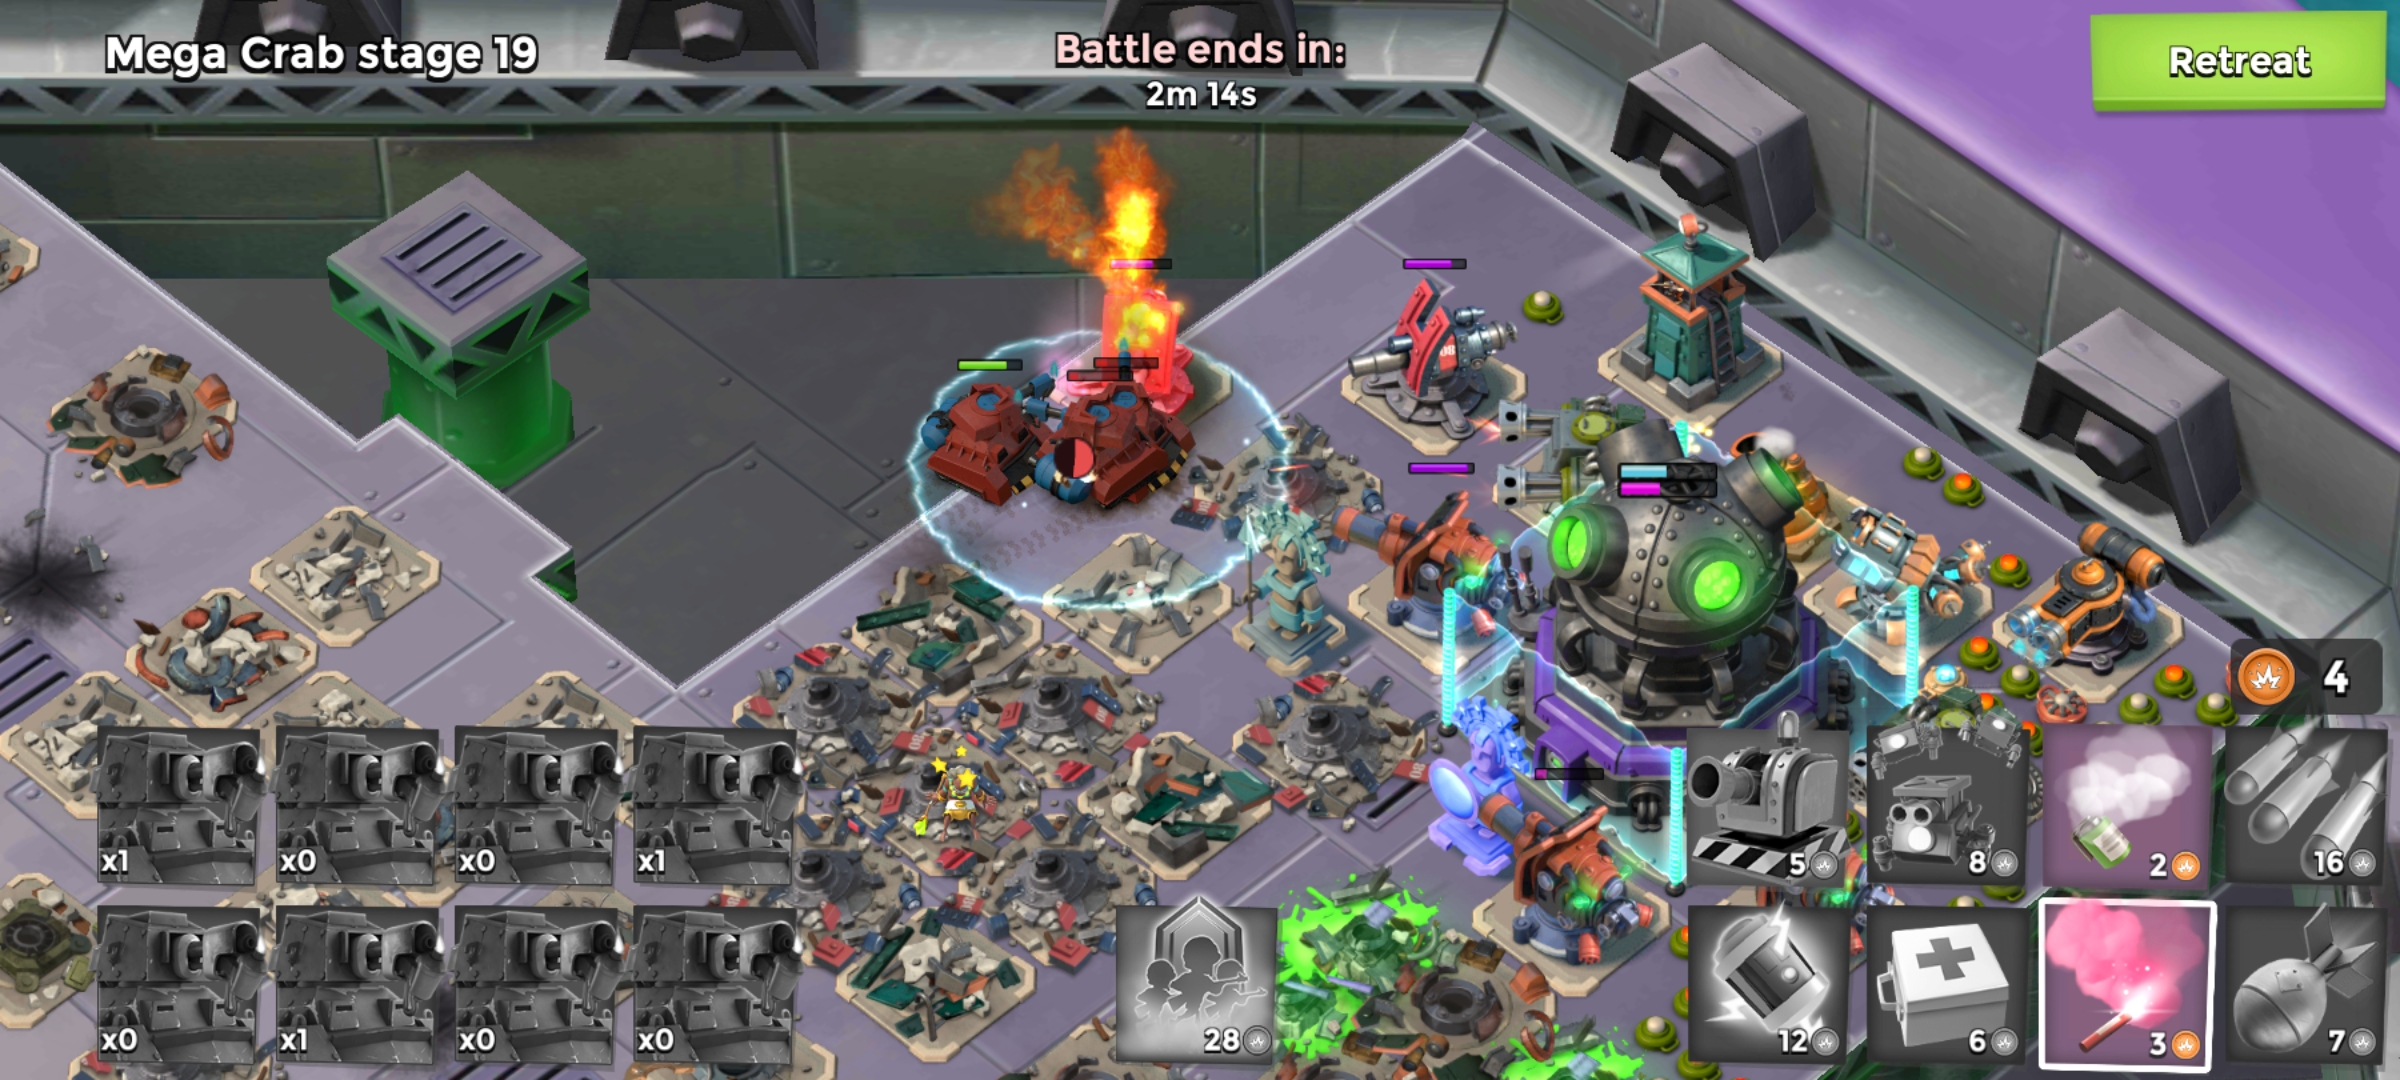 Mega Crab stage 19
Battle ends in:
2m 14s
Retreat
4
x1
x0
x0
x1
5
8
2
16
x0
x1
x0
x0
28
12
6
3
7